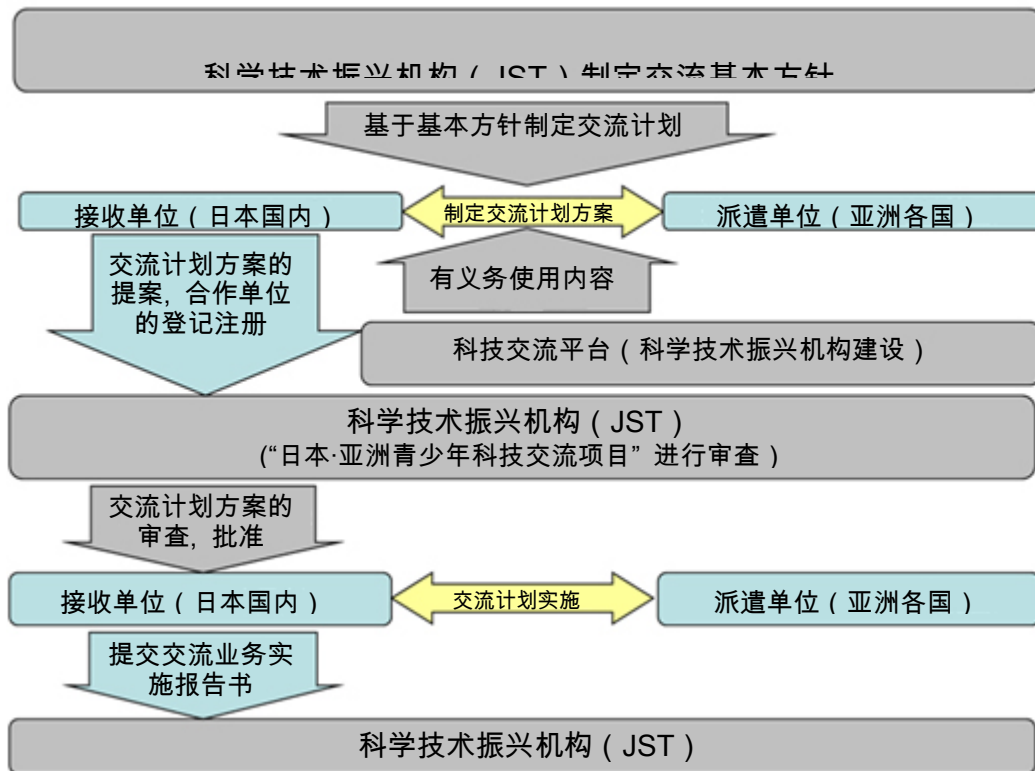 科学技术振兴机构（JST）制定交流基本方针
基于基本方针制定交流计划
接收单位（日本国内）
制定交流计划方案
派遣单位（亚洲各国）
交流计划方案的
提案, 合作单位
的登记注册
有义务使用内容
科技交流平台（科学技术振兴机构建设）
科学技术振兴机构（JST）
(“日本·亚洲青少年科技交流项目” 进行审查）
交流计划方案的
审查, 批准
接收单位（日本国内）
交流计划实施
派遣单位（亚洲各国）
提交交流业务实
施报告书
科学技术振兴机构（JST）